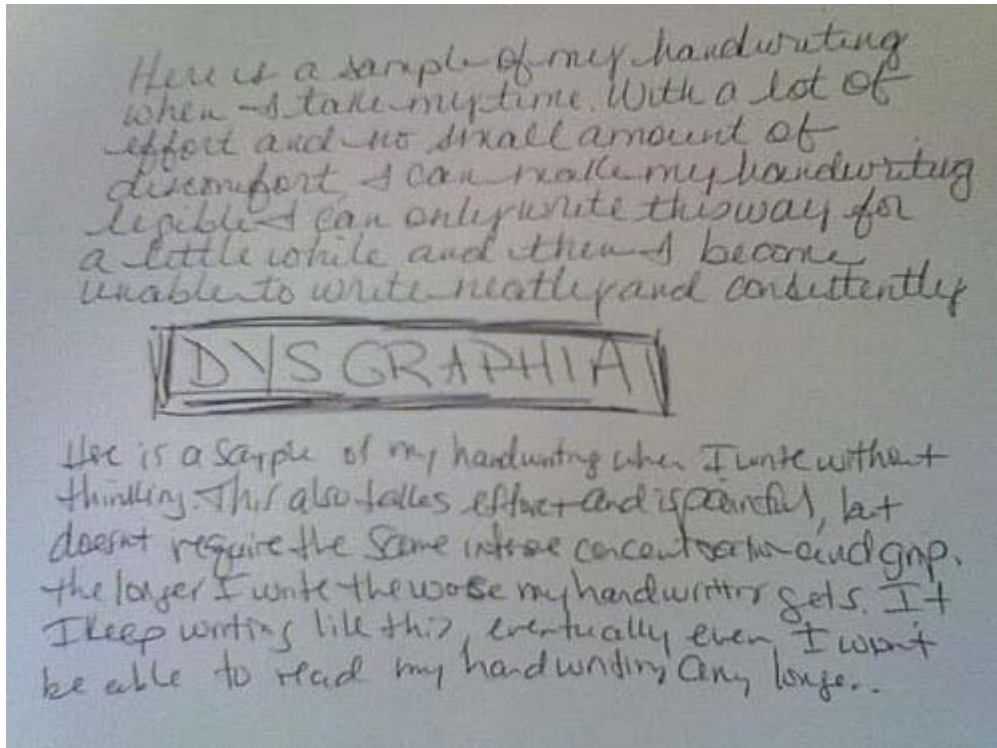 Here is a sample of my handwriting
when I take my time. With a lot of
effort and no small amount of
discomfort I can make my handwriting
legible I can only write this way for
a little while and then I become
unable to write neatly and consistently
DYSGRAPHIA
Here is a sample of my handwriting when I write without
thinking. This also takes effort and is painful, but
doesnt require the same intense concentration and grip.
the longer I write the worse my handwriting gets. If
I keep writing like this, eventually even I won't
be able to read my handwriting any longer..